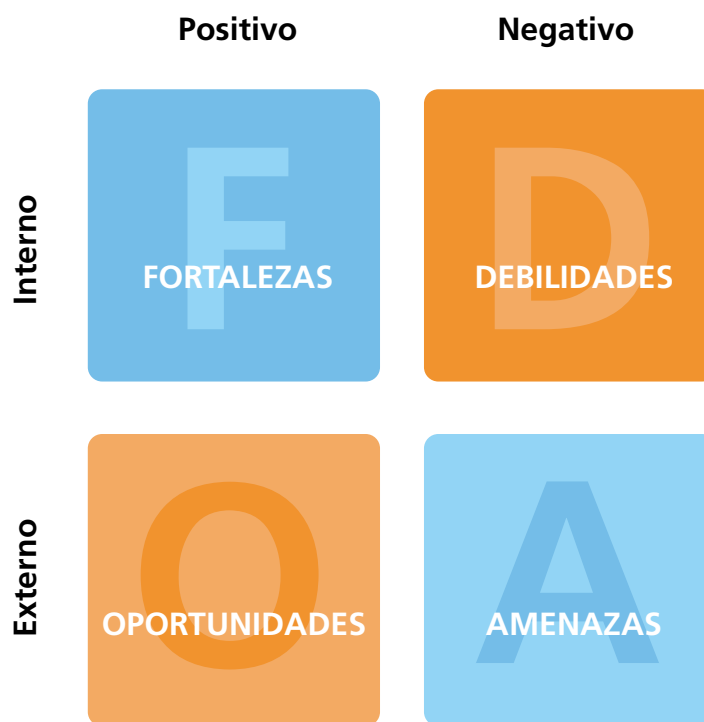 Positivo
Negativo
Interno
F
FORTALEZAS
D
DEBILIDADES
Externo
O
OPORTUNIDADES
A
AMENAZAS